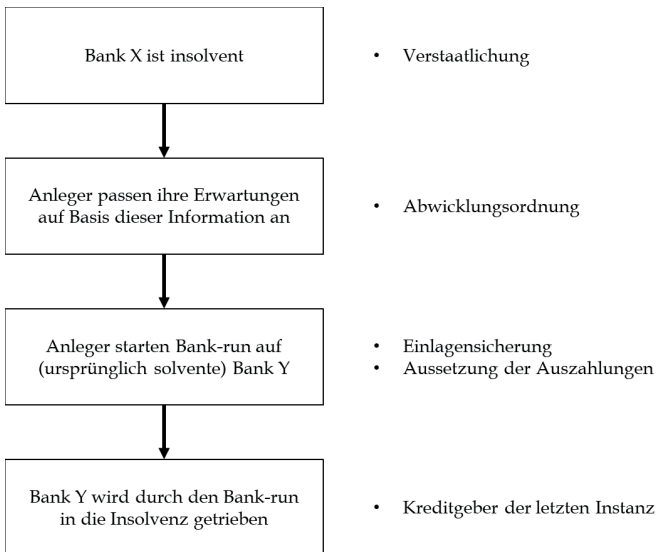 Bank X ist insolvent
• Verstaatlichung
Anleger passen ihre Erwartungen
auf Basis dieser Information an
• Abwicklungsordnung
Anleger starten Bank-run auf
(ursprünglich solvente) Bank Y
• Einlagensicherung
• Aussetzung der Auszahlungen
Bank Y wird durch den Bank-run
in die Insolvenz getrieben
• Kreditgeber der letzten Instanz